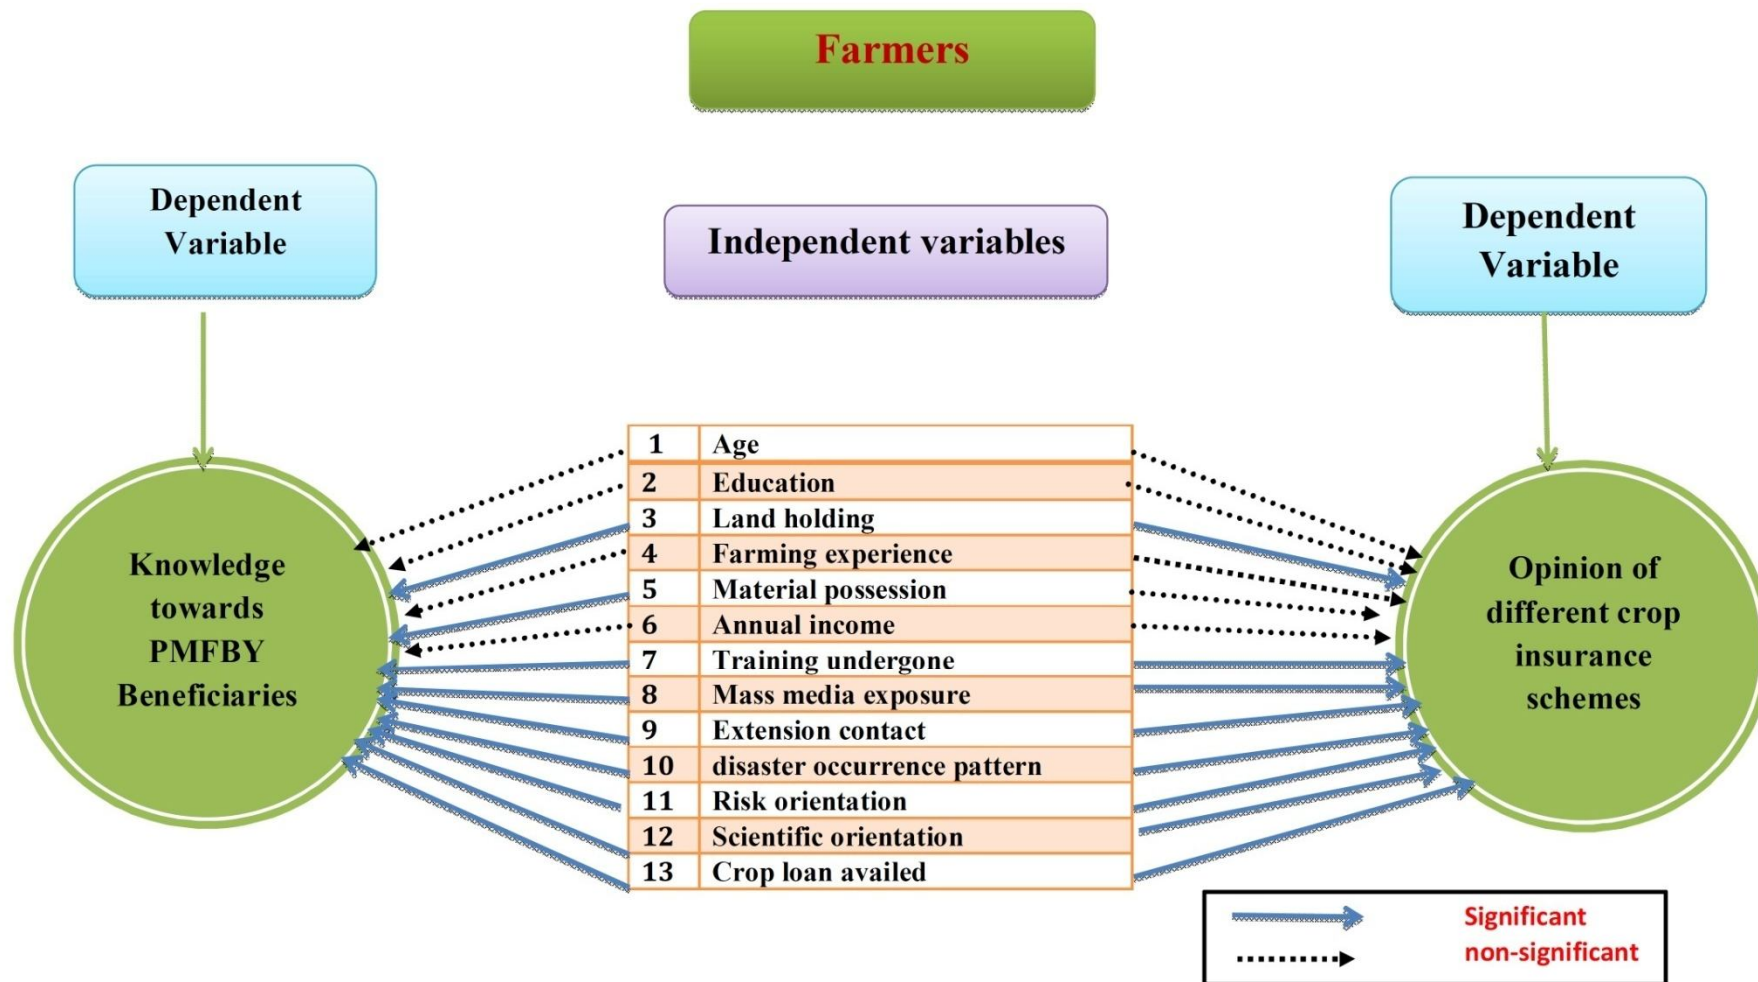 Farmers
Dependent
Variable
Independent variables
Dependent
Variable
Knowledge
towards
PMFBY
Beneficiaries
1 Age
2 Education
3 Land holding
4 Farming experience
5 Material possession
6 Annual income
7 Training undergone
8 Mass media exposure
9 Extension contact
10 disaster occurrence pattern
11 Risk orientation
12 Scientific orientation
13 Crop loan availed
Opinion of
different crop
insurance
schemes
Significant
non-significant